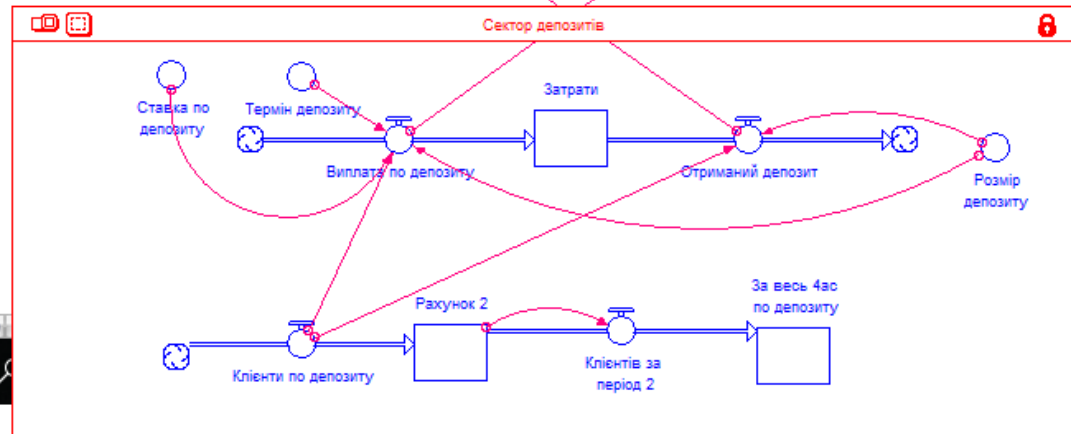 Сектор депозитів
Ставка по
депозиту
Термін депозиту
Затрати
Виплата по депозиту
Отриманий депозит
Розмір
депозиту
Рахунок 2
За весь 4ас
по депозиту
Клієнти по депозиту
Клієнтів за
період 2